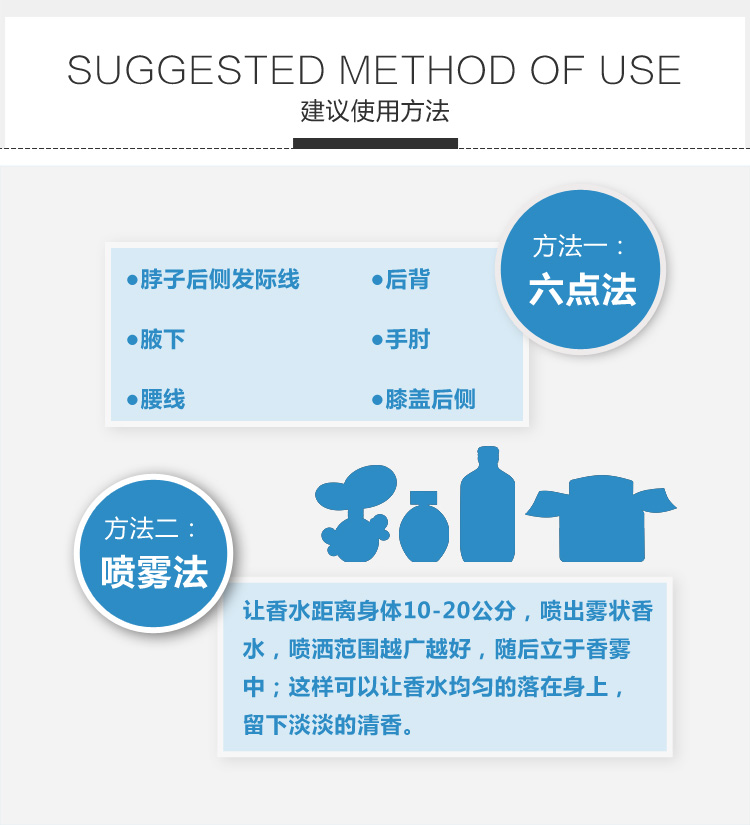 SUGGESTED METHOD OF USE
建议使用方法
方法一：
六点法
●脖子后侧发际线
●后背
●腋下
●手肘
●腰线
●膝盖后侧
方法二：
喷雾法
让香水距离身体10-20公分，喷出雾状香
水，喷洒范围越广越好，随后立于香雾
中；这样可以让香水均匀的落在身上，
留下淡淡的清香。